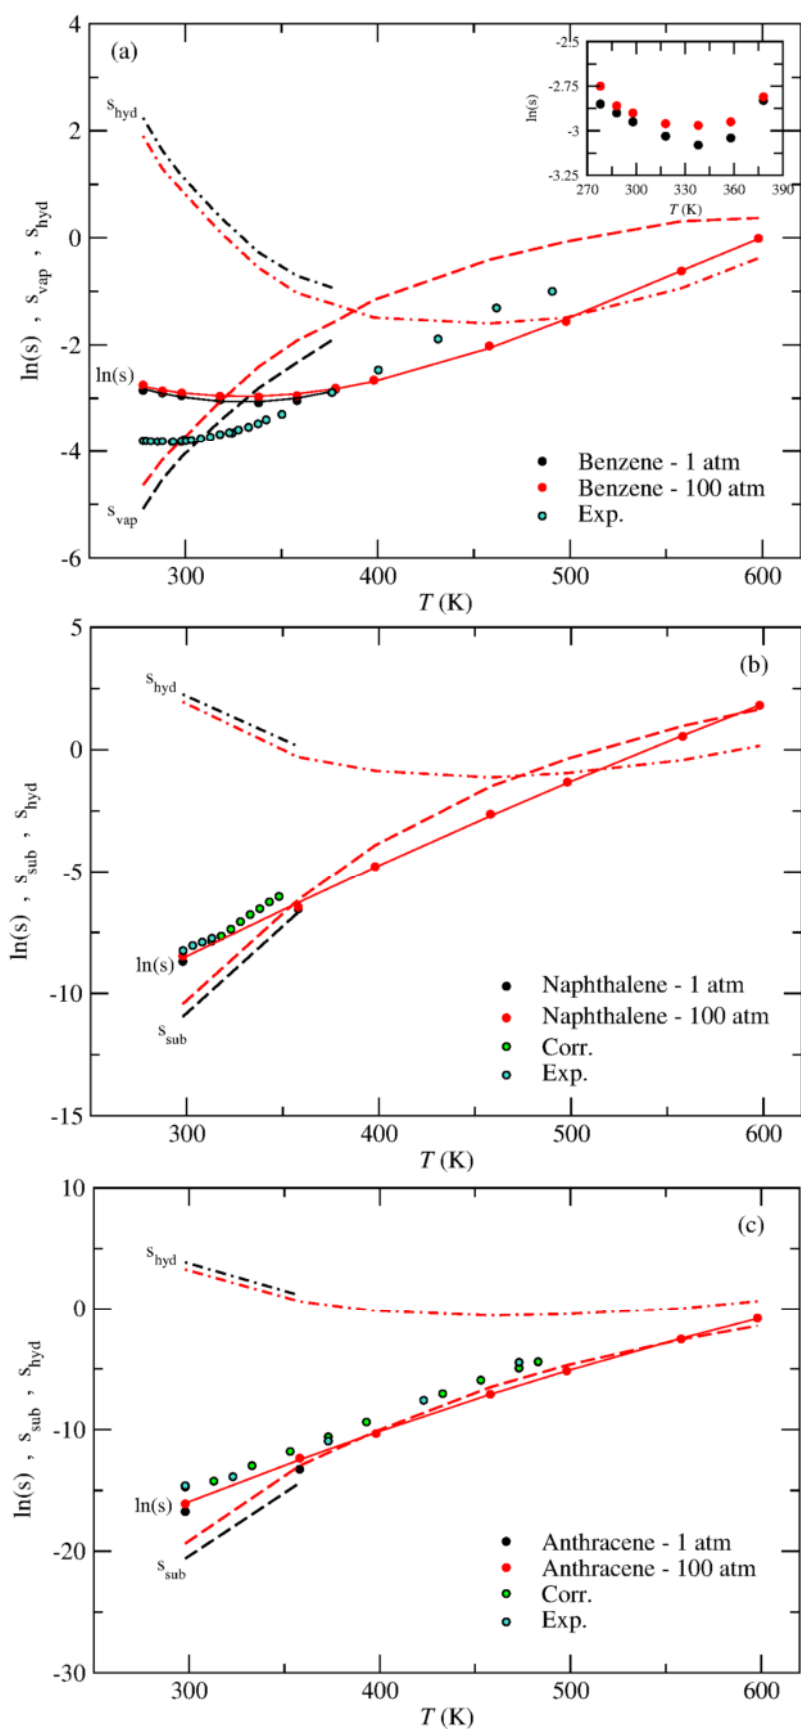 (a)
4
2
0
-2
-4
-6
ln(s) , s_vap , s_hyd
s_hyd
ln(s)
s_vap
-2.5
-2.75
-3
-3.25
ln(s)
270 300 330 360 390
T (K)
Benzene - 1 atm
Benzene - 100 atm
Exp.
300 400 500 600
T (K)
(b)
5
0
-5
-10
-15
ln(s) , s_sub , s_hyd
s_hyd
ln(s)
s_sub
Naphthalene - 1 atm
Naphthalene - 100 atm
Corr.
Exp.
300 400 500 600
T (K)
(c)
10
0
-10
-20
-30
ln(s) , s_sub , s_hyd
s_hyd
ln(s)
s_sub
Anthracene - 1 atm
Anthracene - 100 atm
Corr.
Exp.
300 400 500 600
T (K)